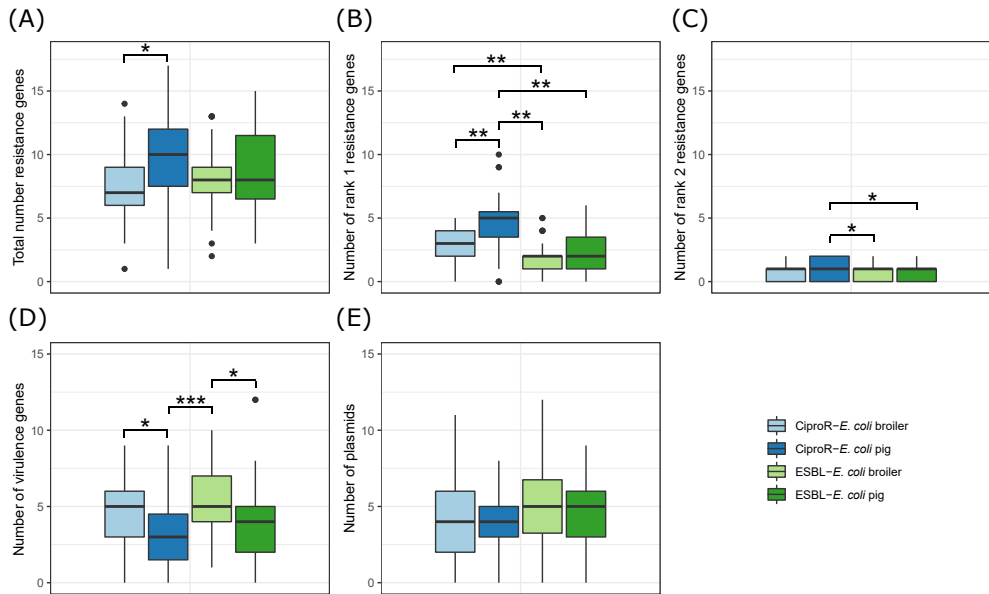 (A)
Total number resistance genes
15
10
5
0
*
(B)
Number of rank 1 resistance genes
15
10
5
0
**
**
**
**
(C)
Number of rank 2 resistance genes
15
10
5
0
*
*
(D)
Number of virulence genes
15
10
5
0
*
***
*
(E)
Number of plasmids
15
10
5
0
CiproR−E. coli broiler
CiproR−E. coli pig
ESBL−E. coli broiler
ESBL−E. coli pig